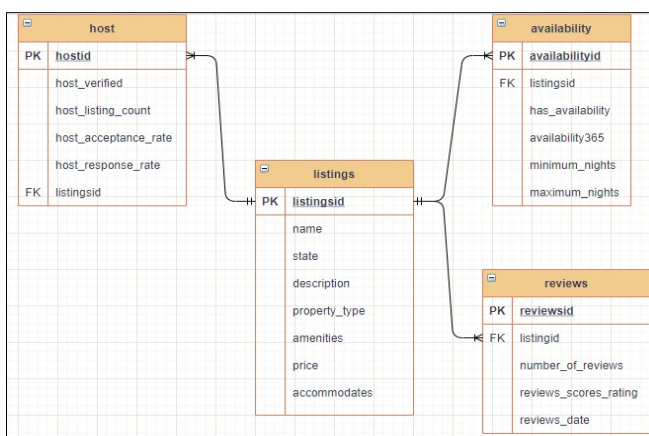 host
PK hostid
host_verified
host_listing_count
host_acceptance_rate
host_response_rate
FK listingsid
listings
PK listingsid
name
state
description
property_type
amenities
price
accommodates
availability
PK availabilityid
FK listingsid
has_availability
availability365
minimum_nights
maximum_nights
reviews
PK reviewsid
FK listingid
number_of_reviews
reviews_scores_rating
reviews_date